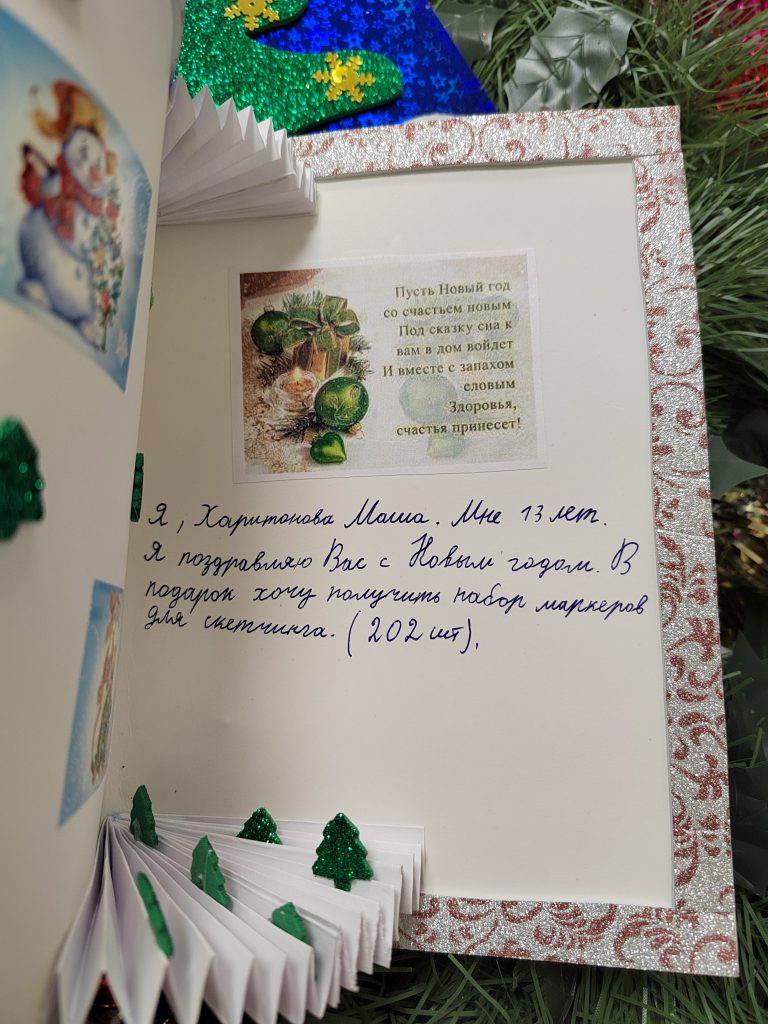 Пусть Новый год
со счастьем новым
Под сказку сна к
вам в дом войдет
И вместе с запахом
еловым
Здоровья,
счастья принесет!
Я, Харитонова Маша. Мне 13 лет.
Я поздравляю Вас с Новым годом. В
подарок хочу получить набор маркеров
для скетчинга. (202 шт).